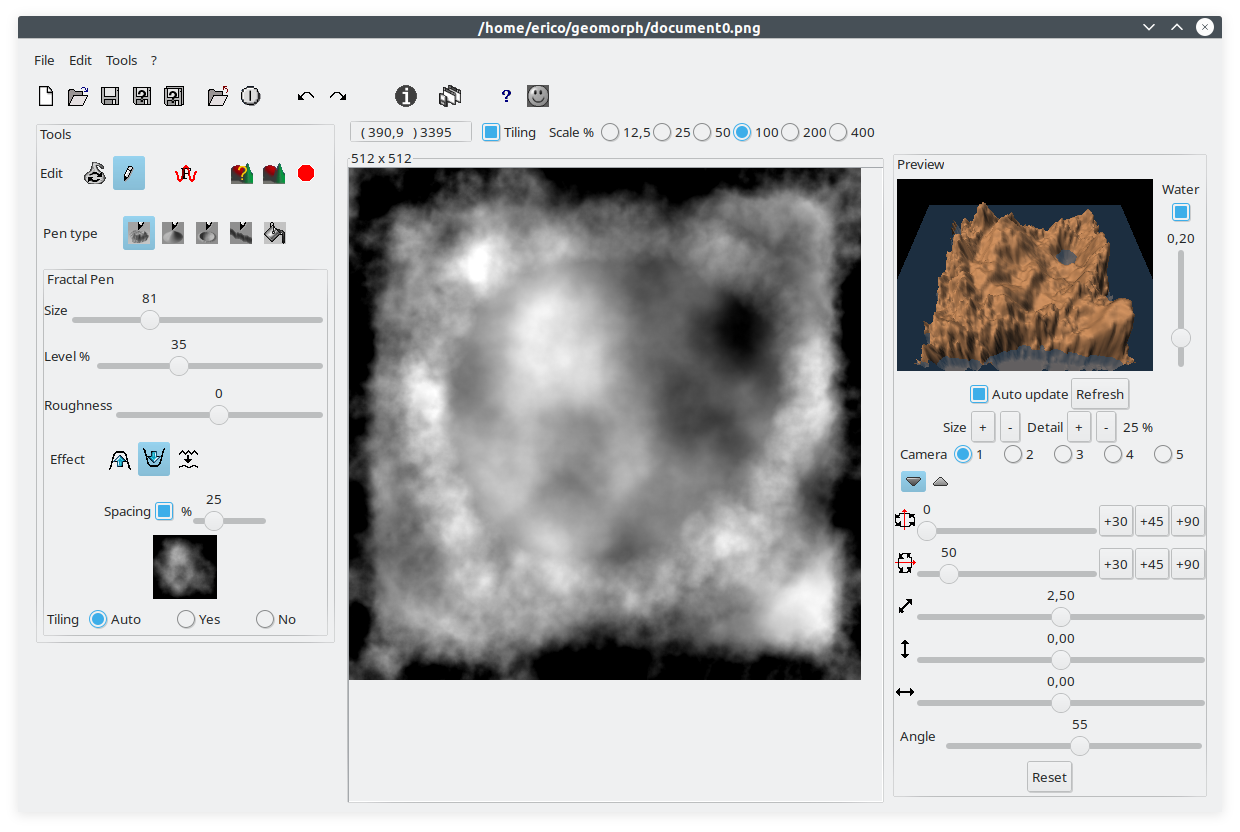 /home/erico/geomorph/document0.png
File Edit Tools ?
?
Tools
(390,9 )3395 Tiling Scale % 12,5 25 50 100 200 400
512 x 512
Edit
Pen type
Fractal Pen
81
Size
35
Level %
0
Roughness
Effect
25
Spacing %
Tiling Auto Yes No
Preview
Water
0,20
Auto update Refresh
Size + - Detail + - 25 %
Camera 1 2 3 4 5
0
+30 +45 +90
50
+30 +45 +90
2,50
0,00
0,00
55
Angle
Reset